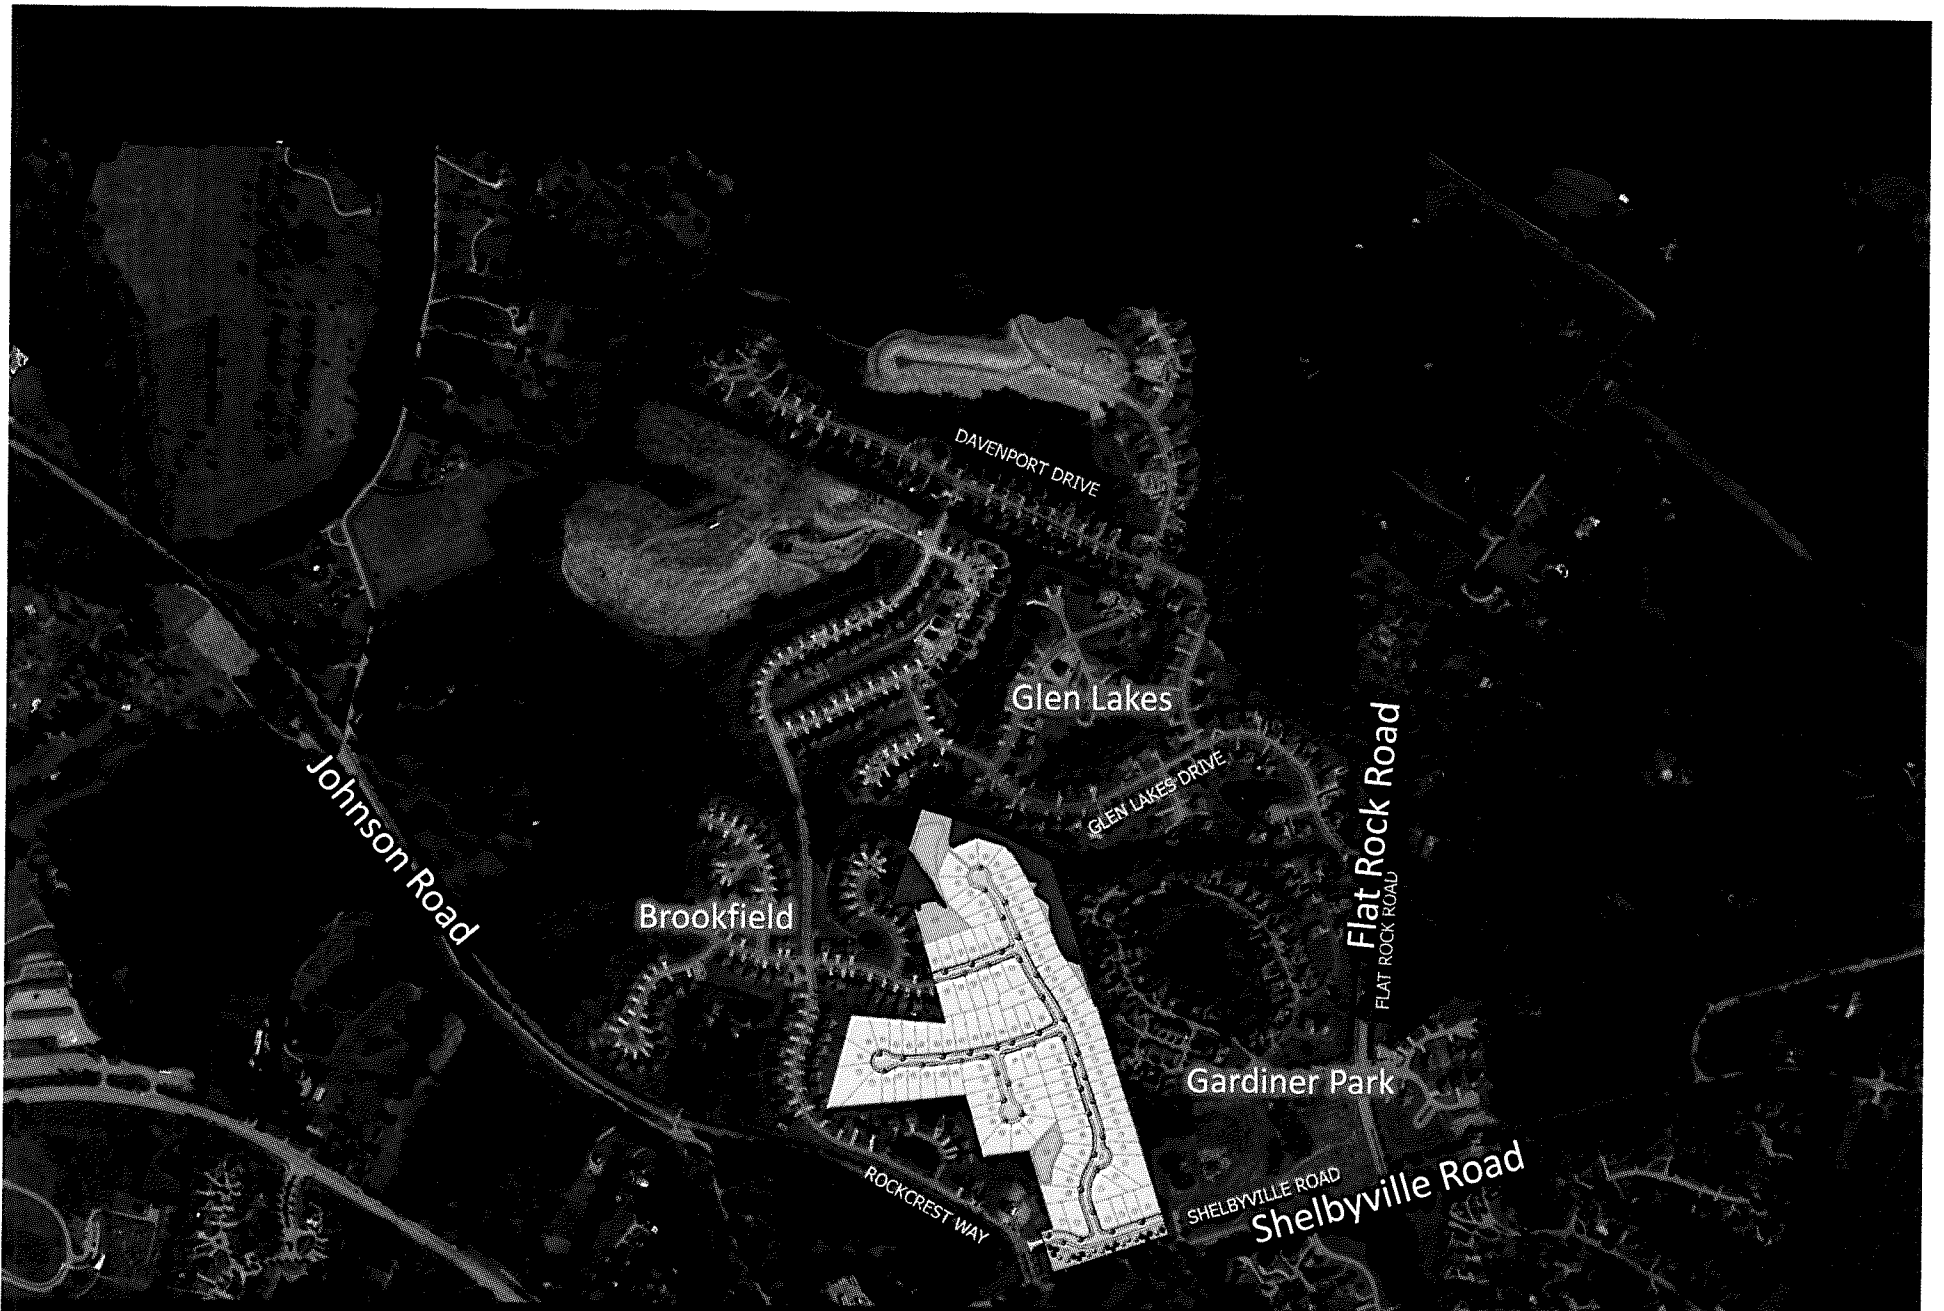 DAVENPORT DRIVE
Glen Lakes
GLEN LAKES DRIVE
Flat Rock Road
FLAT ROCK ROAD
Johnson Road
Brookfield
Gardiner Park
ROCKCREST WAY
SHELBYVILLE ROAD
Shelbyville Road